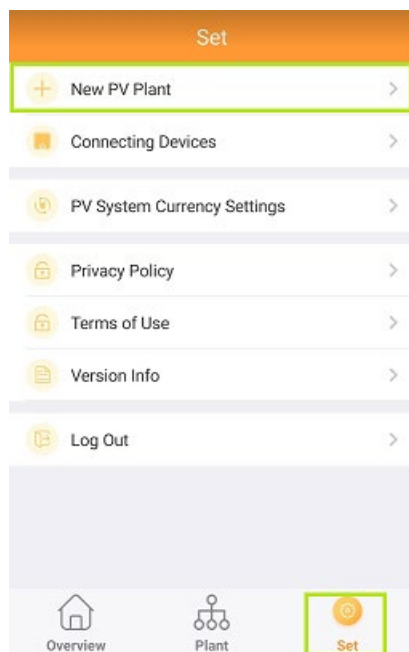 Set
New PV Plant
Connecting Devices
PV System Currency Settings
Privacy Policy
Terms of Use
Version Info
Log Out
Overview
Plant
Set